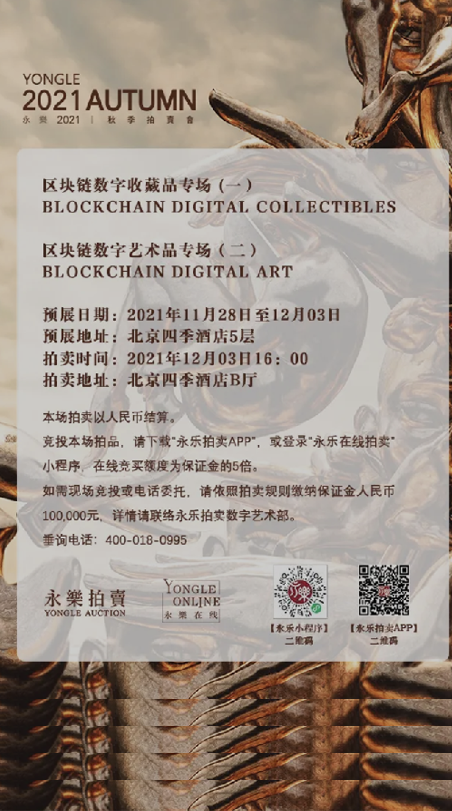 YONGLE
2021 AUTUMN
永樂 2021 | 秋季拍賣會
区块链数字收藏品专场（一）
BLOCKCHAIN DIGITAL COLLECTIBLES
区块链数字艺术品专场（二）
BLOCKCHAIN DIGITAL ART
预展日期：2021年11月28日至12月03日
预展地址：北京四季酒店5层
拍卖时间：2021年12月03日16：00
拍卖地址：北京四季酒店B厅
本场拍卖以人民币结算。
竞投本场拍品，请下载“永乐拍卖APP”，或登录“永乐在线拍卖”
小程序，在线竞买额度为保证金的5倍。
如需现场竞投或电话委托，请依照拍卖规则缴纳保证金人民币
100,000元，详情请联络永乐拍卖数字艺术部。
垂询电话：400-018-0995
永樂拍賣
YONGLE AUCTION
YONGLE
ONLINE
永樂在线
【永乐小程序】
二维码
【永乐拍卖APP】
二维码